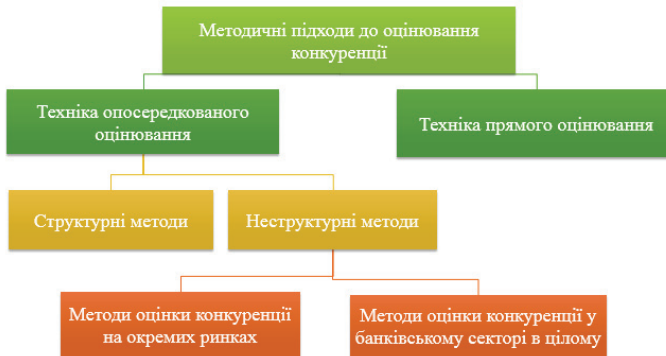 Методичні підходи до оцінювання
конкуренції
Техніка опосередкованого
оцінювання
Техніка прямого оцінювання
Структурні методи
Неструктурні методи
Методи оцінки конкуренції
на окремих ринках
Методи оцінки конкуренції у
банківському секторі в цілому